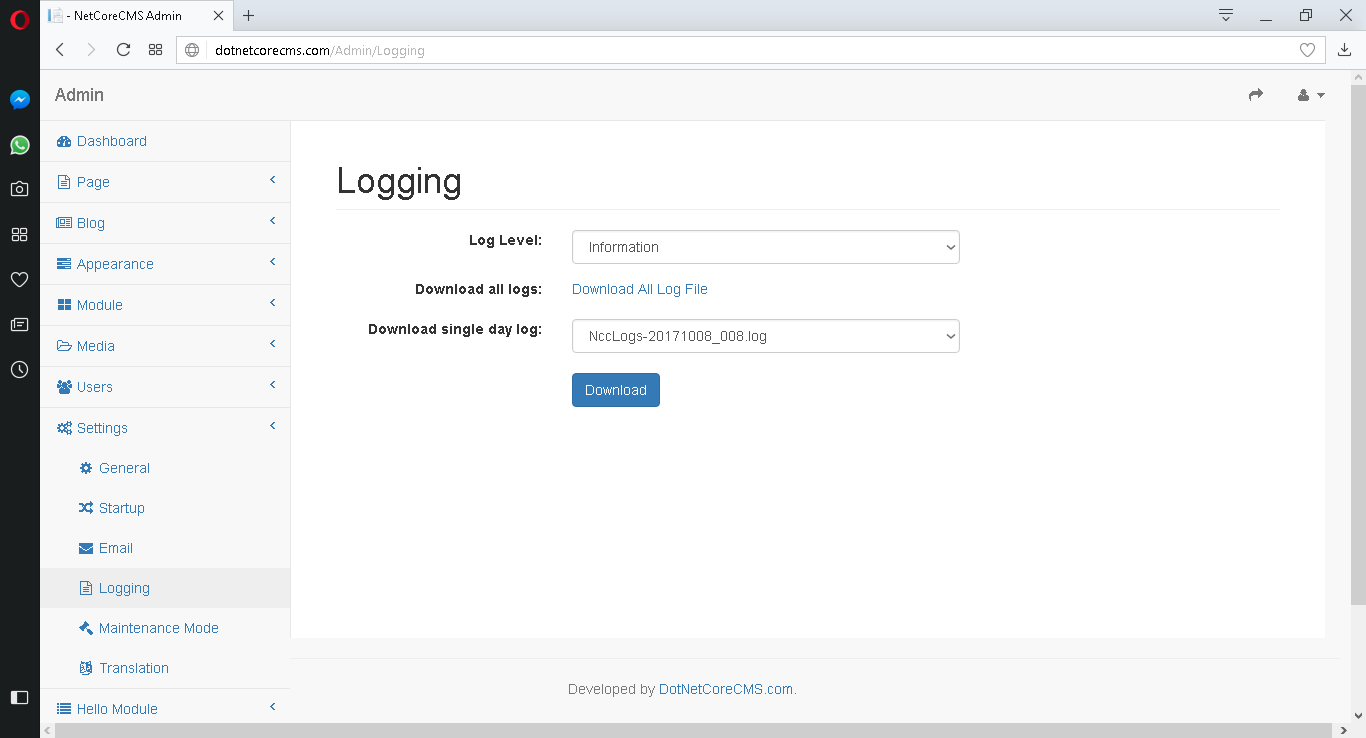 - NetCoreCMS Admin
dotnetcorecms.com/Admin/Logging
Admin
Dashboard
Page
Blog
Appearance
Module
Media
Users
Settings
General
Startup
Email
Logging
Maintenance Mode
Translation
Hello Module
Logging
Log Level: Information
Download all logs: Download All Log File
Download single day log: NccLogs-20171008_008.log
Download
Developed by DotNetCoreCMS.com.